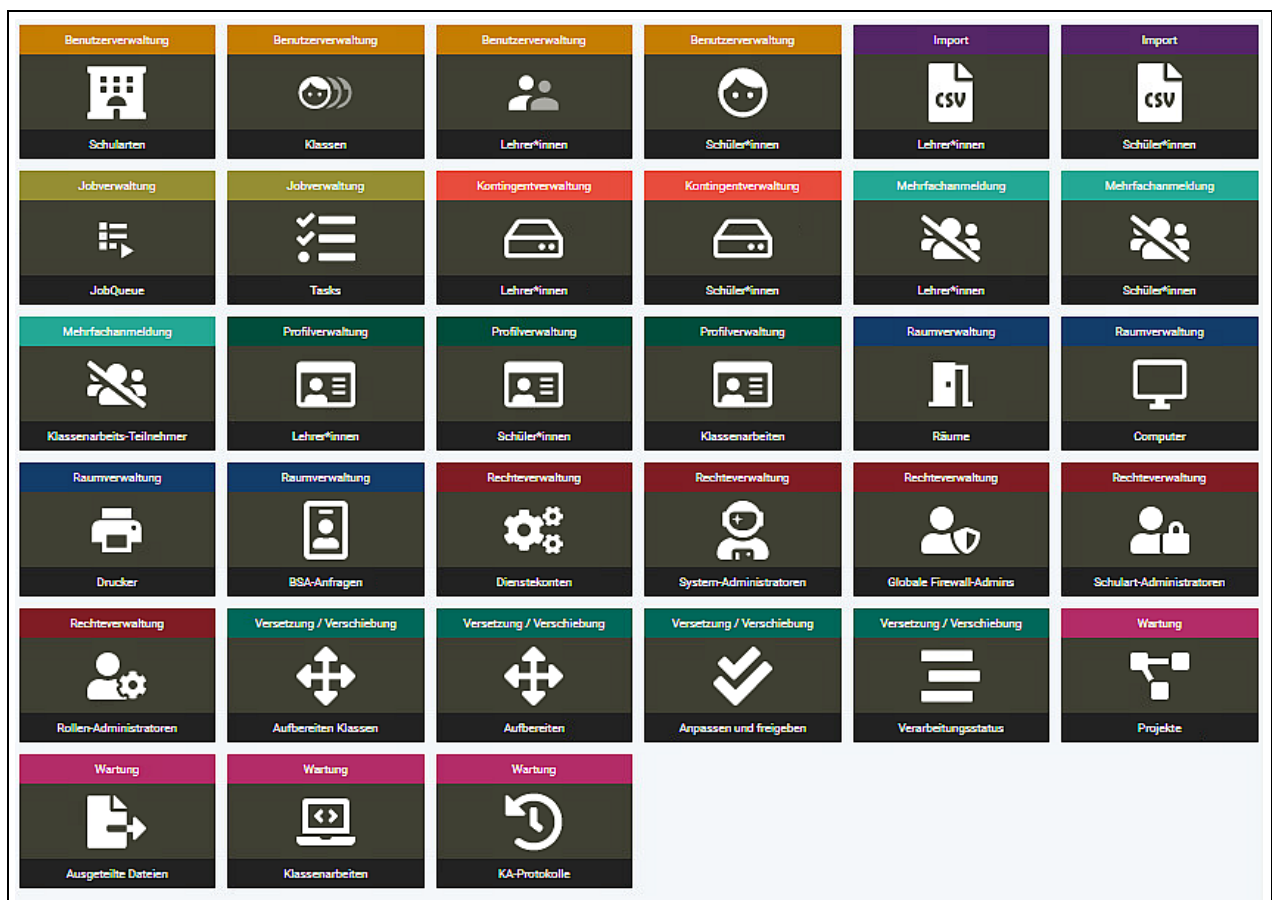 Benutzerverwaltung
Schularten
Benutzerverwaltung
Klassen
Benutzerverwaltung
Lehrer*innen
Benutzerverwaltung
Schüler*innen
Import
CSV
Lehrer*innen
Import
CSV
Schüler*innen
Jobverwaltung
JobQueue
Jobverwaltung
Tasks
Kontingentverwaltung
Lehrer*innen
Kontingentverwaltung
Schüler*innen
Mehrfachanmeldung
Lehrer*innen
Mehrfachanmeldung
Schüler*innen
Mehrfachanmeldung
Klassenarbeits-Teilnehmer
Profilverwaltung
Lehrer*innen
Profilverwaltung
Schüler*innen
Profilverwaltung
Klassenarbeiten
Raumverwaltung
Räume
Raumverwaltung
Computer
Raumverwaltung
Drucker
Raumverwaltung
BSA-Anfragen
Rechteverwaltung
Dienstekonten
Rechteverwaltung
System-Administratoren
Rechteverwaltung
Globale Firewall-Admins
Rechteverwaltung
Schulart-Administratoren
Rechteverwaltung
Rollen-Administratoren
Versetzung / Verschiebung
Aufbereiten Klassen
Versetzung / Verschiebung
Aufbereiten
Versetzung / Verschiebung
Anpassen und freigeben
Versetzung / Verschiebung
Verarbeitungsstatus
Wartung
Projekte
Wartung
Ausgeteilte Dateien
Wartung
Klassenarbeiten
Wartung
KA-Protokolle